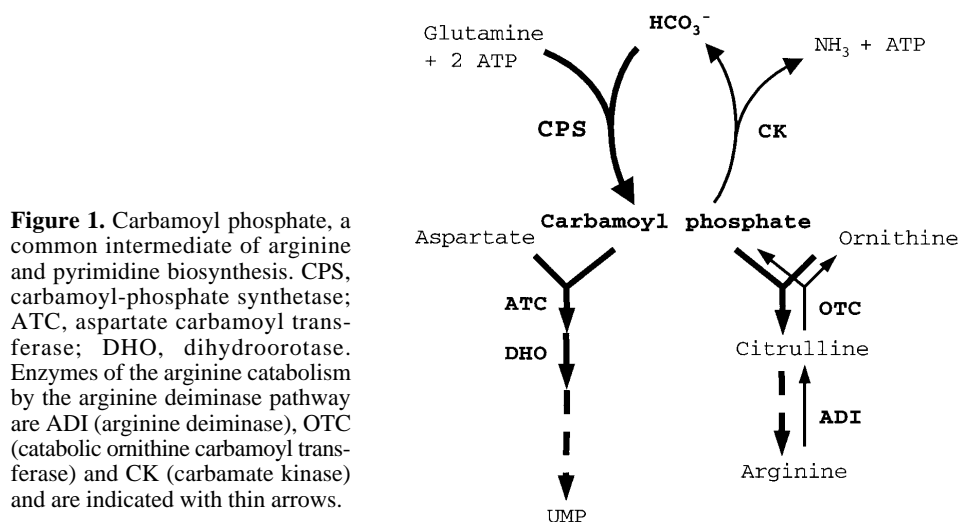 Figure 1. Carbamoyl phosphate, a
common intermediate of arginine
and pyrimidine biosynthesis. CPS,
carbamoyl-phosphate synthetase;
ATC, aspartate carbamoyl trans-
ferase; DHO, dihydroorotase.
Enzymes of the arginine catabolism
by the arginine deiminase pathway
are ADI (arginine deiminase), OTC
(catabolic ornithine carbamoyl trans-
ferase) and CK (carbamate kinase)
and are indicated with thin arrows.
Glutamine
+ 2 ATP
HCO₃⁻
NH₃ + ATP
CPS
CK
Carbamoyl phosphate
Aspartate
Ornithine
ATC
OTC
DHO
Citrulline
ADI
Arginine
UMP